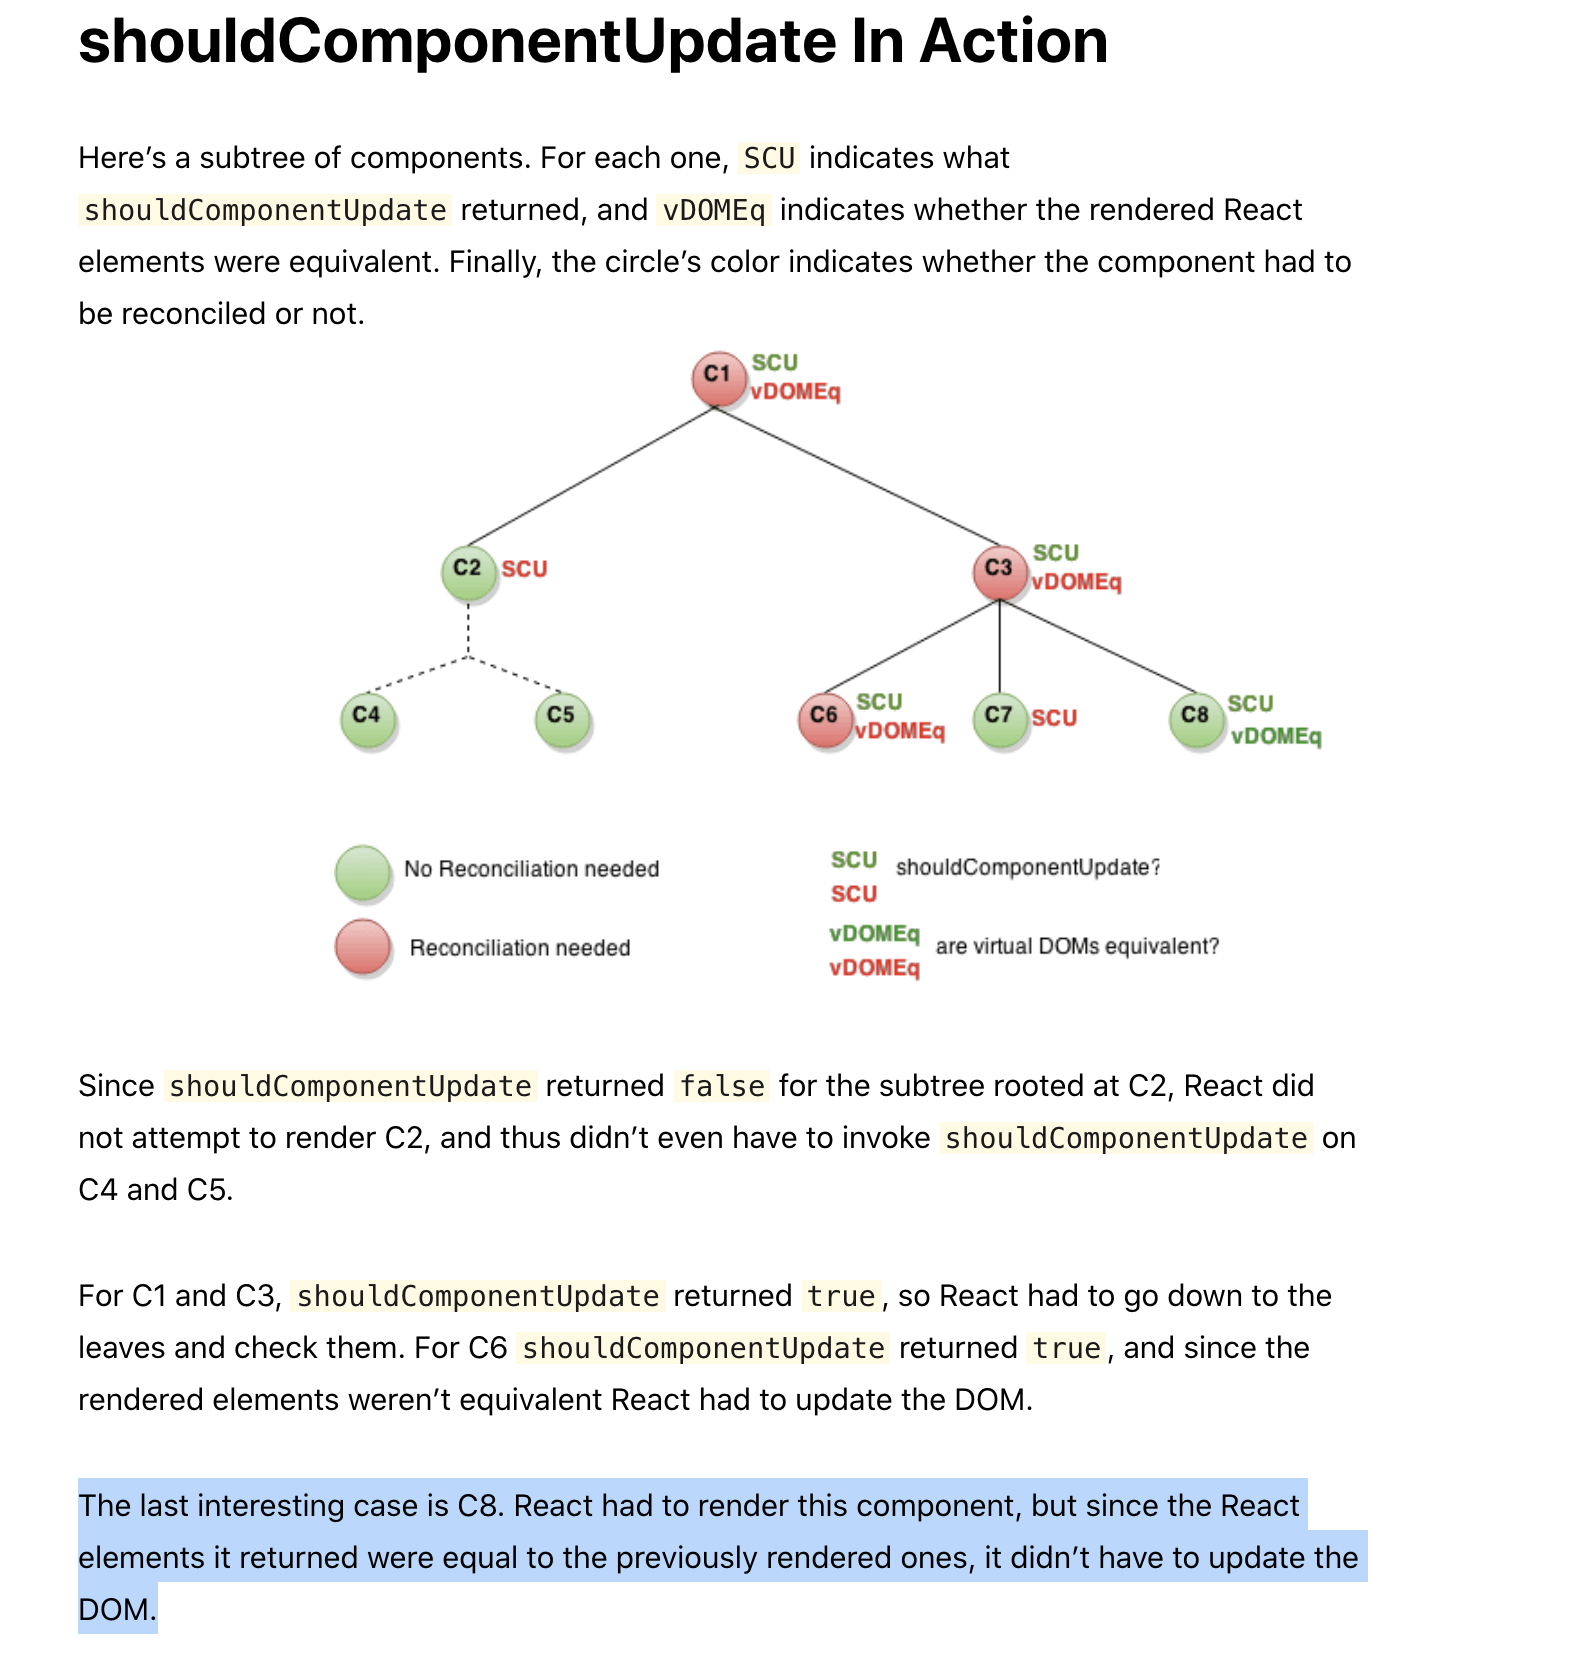 shouldComponentUpdate In Action
Here’s a subtree of components. For each one, SCU indicates what
shouldComponentUpdate returned, and vDOMEq indicates whether the rendered React
elements were equivalent. Finally, the circle’s color indicates whether the component had to
be reconciled or not.
C1 SCU
vDOMEq
C2 SCU
C3 SCU
vDOMEq
C4
C5
C6 SCU
vDOMEq
C7 SCU
C8 SCU
vDOMEq
No Reconciliation needed
Reconciliation needed
SCU shouldComponentUpdate?
SCU
vDOMEq are virtual DOMs equivalent?
vDOMEq
Since shouldComponentUpdate returned false for the subtree rooted at C2, React did
not attempt to render C2, and thus didn’t even have to invoke shouldComponentUpdate on
C4 and C5.
For C1 and C3, shouldComponentUpdate returned true, so React had to go down to the
leaves and check them. For C6 shouldComponentUpdate returned true, and since the
rendered elements weren’t equivalent React had to update the DOM.
The last interesting case is C8. React had to render this component, but since the React
elements it returned were equal to the previously rendered ones, it didn’t have to update the
DOM.